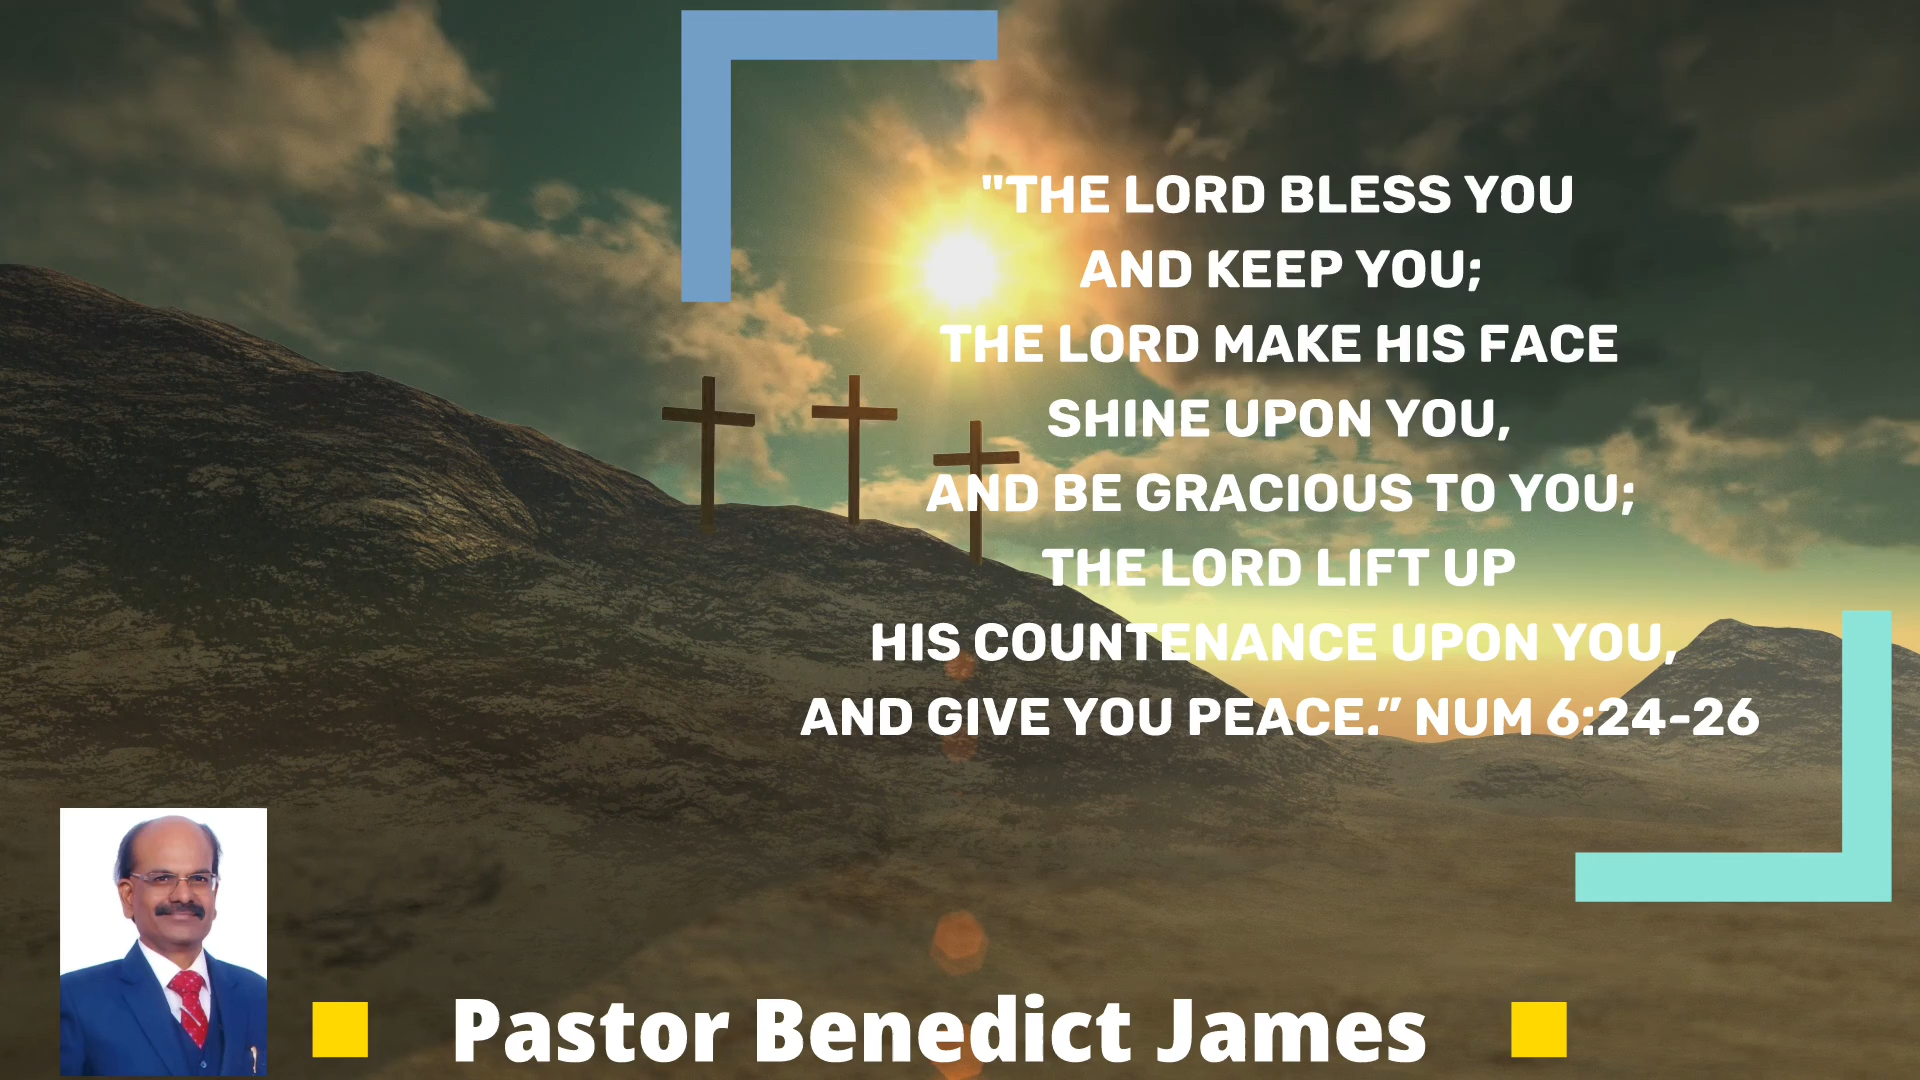 "THE LORD BLESS YOU
AND KEEP YOU;
THE LORD MAKE HIS FACE
SHINE UPON YOU,
AND BE GRACIOUS TO YOU;
THE LORD LIFT UP
HIS COUNTENANCE UPON YOU,
AND GIVE YOU PEACE.” NUM 6:24-26
Pastor Benedict James